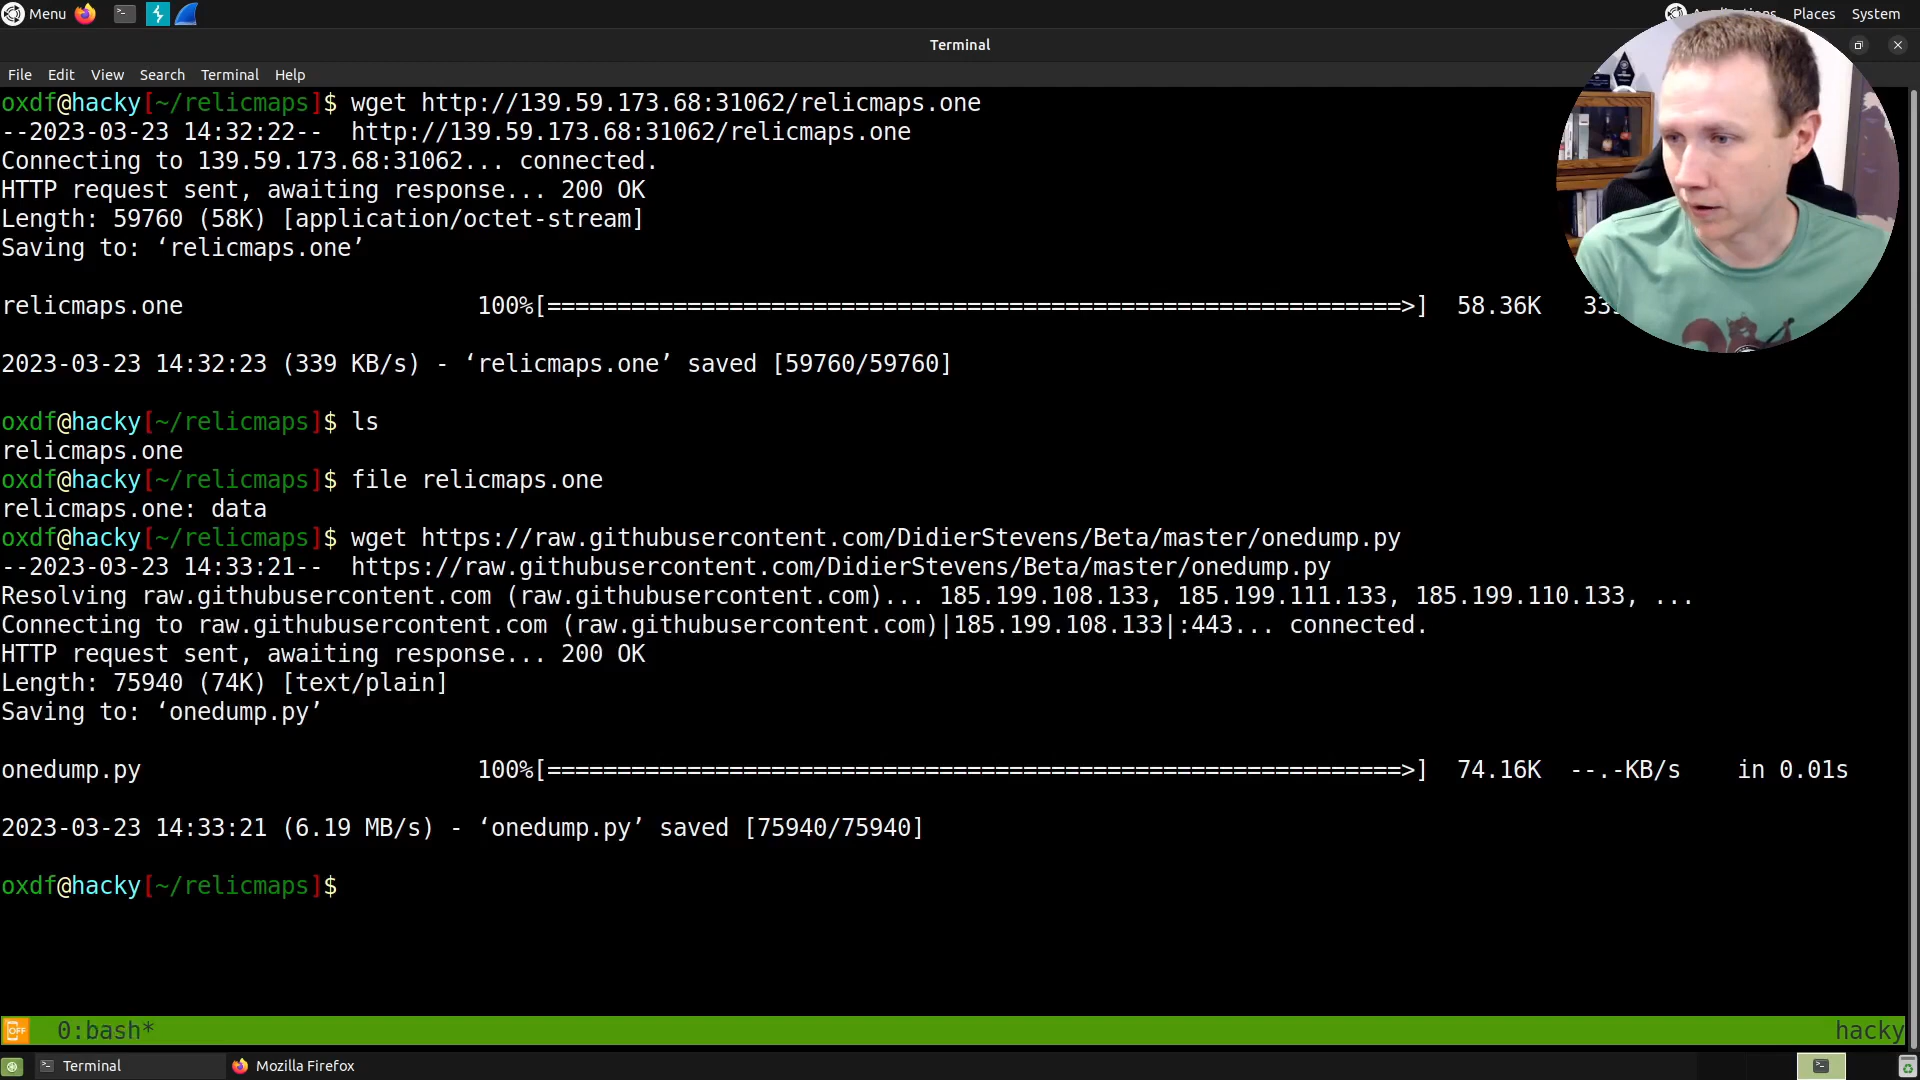 Menu
Places System
Terminal
File Edit View Search Terminal Help
oxdf@hacky[~/relicmaps]$ wget http://139.59.173.68:31062/relicmaps.one
--2023-03-23 14:32:22-- http://139.59.173.68:31062/relicmaps.one
Connecting to 139.59.173.68:31062... connected.
HTTP request sent, awaiting response... 200 OK
Length: 59760 (58K) [application/octet-stream]
Saving to: ‘relicmaps.one’
relicmaps.one 100%[=============================================================>] 58.36K
2023-03-23 14:32:23 (339 KB/s) - ‘relicmaps.one’ saved [59760/59760]
oxdf@hacky[~/relicmaps]$ ls
relicmaps.one
oxdf@hacky[~/relicmaps]$ file relicmaps.one
relicmaps.one: data
oxdf@hacky[~/relicmaps]$ wget https://raw.githubusercontent.com/DidierStevens/Beta/master/onedump.py
--2023-03-23 14:33:21-- https://raw.githubusercontent.com/DidierStevens/Beta/master/onedump.py
Resolving raw.githubusercontent.com (raw.githubusercontent.com)... 185.199.108.133, 185.199.111.133, 185.199.110.133, ...
Connecting to raw.githubusercontent.com (raw.githubusercontent.com)|185.199.108.133|:443... connected.
HTTP request sent, awaiting response... 200 OK
Length: 75940 (74K) [text/plain]
Saving to: ‘onedump.py’
onedump.py 100%[=============================================================>] 74.16K --.-KB/s in 0.01s
2023-03-23 14:33:21 (6.19 MB/s) - ‘onedump.py’ saved [75940/75940]
oxdf@hacky[~/relicmaps]$
OFF 0:bash* hacky
Terminal Mozilla Firefox